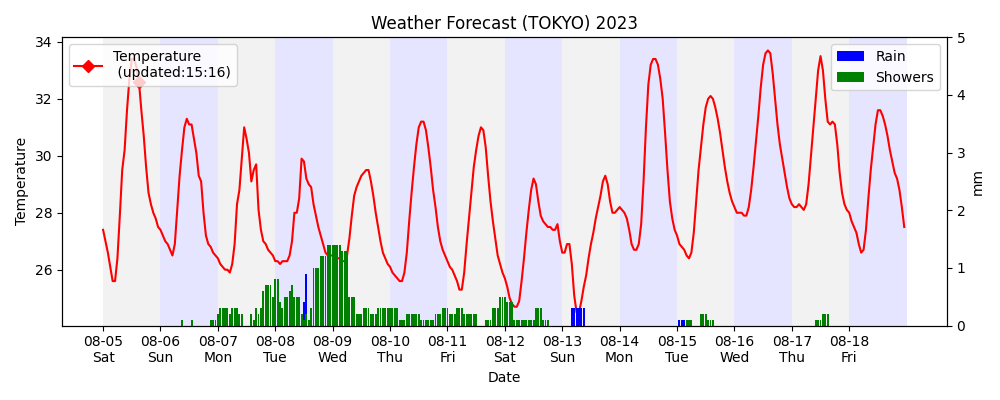 Weather Forecast (TOKYO) 2023
Temperature
(updated:15:16)
Rain
Showers
34
32
30
28
26
Temperature
5
4
3
2
1
0
mm
08-05 08-06 08-07 08-08 08-09 08-10 08-11 08-12 08-13 08-14 08-15 08-16 08-17 08-18
Sat Sun Mon Tue Wed Thu Fri Sat Sun Mon Tue Wed Thu Fri
Date